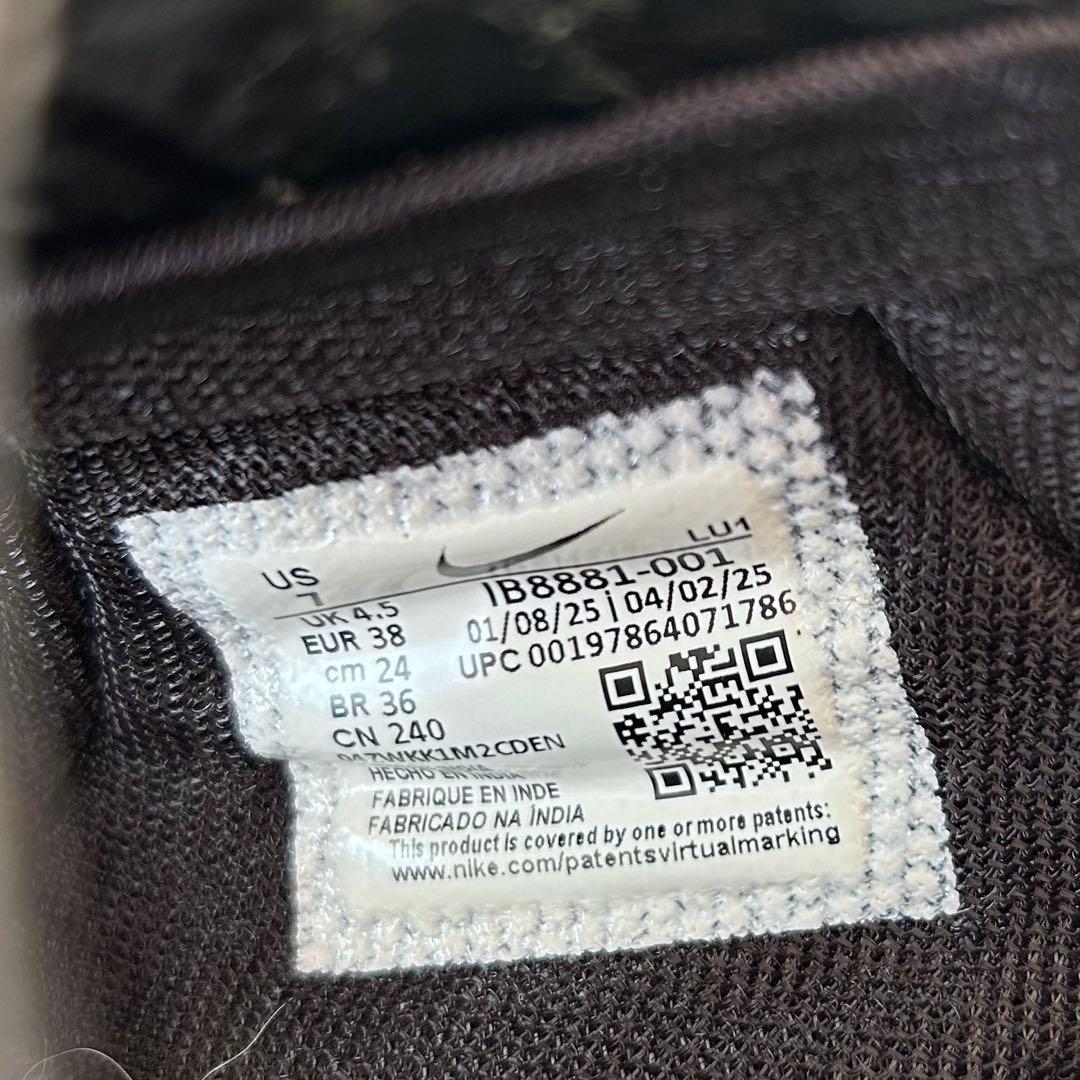 US
7
UK 4.5
EUR 38
cm 24
BR 36
CN 240
LU1
IB8881-001
01/08/25 | 04/02/25
UPC 00197864071786
HECHO EN INDIA
FABRIQUE EN INDE
FABRICADO NA ÍNDIA
This product is covered by one or more patents:
www.nike.com/patentsvirtualmarking